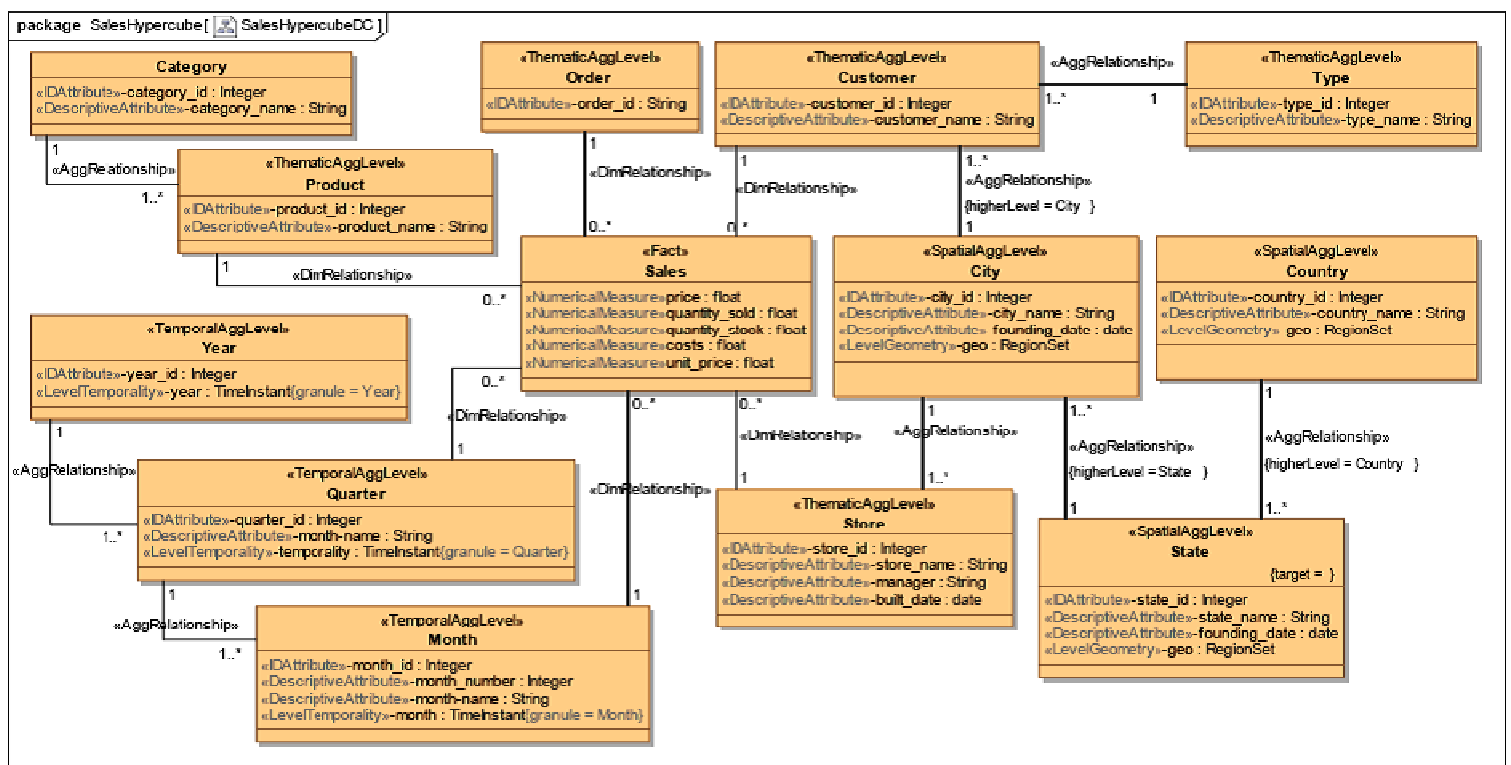 package SalesHypercube[ SalesHypercubeDC ]
Category
«IDAttribute»-category_id : Integer
«DescriptiveAttribute»-category_name : String
1
«AggReationship»
1..*
«ThematicAggLevel»
Product
«IDAttribute»-product_id : Integer
«DescriptiveAttribute»-product_name : String
1
«DimRelationship»
0..*
«ThematicAggLevel»
Order
«IDAttribute»-order_id : String
1
«DimRelationship»
0..*
«ThematicAggLevel»
Customer
«IDAttribute»-customer_id : Integer
«DescriptiveAttribute»-customer_name : String
1
«DimRelationship»
0..*
«AggRelationship»
1..*
1
«ThematicAggLevel»
Type
«IDAttribute»-type_id : Integer
«DescriptiveAttribute»-type_name : String
1..*
«AggRelationship»
{higherLevel = City }
1
«Fact»
Sales
«NumericalMeasure»price : float
«NumericalMeasure»quantity_sold : float
«NumericalMeasure»quantity_stook : float
«NumericalMeasure»costs : float
«NumericalMeasure»unit_price : float
«SpatialAggLevel»
City
«IDAttribute»-city_id : Integer
«DescriptiveAttribute»-city_name : String
«DescriptiveAttribute»-founding_date : date
«LevelGeometry»-geo : RegionSet
«SpatialAggLevel»
Country
«IDAttribute»-country_id : Integer
«DescriptiveAttribute»-country_name : String
«LevelGeometry»-geo : RegionSet
«TemporalAggLevel»
Year
«IDAttribute»-year_id : Integer
«LevelTemporality»-year : TimeInstant{granule = Year}
1
«AggRelationship»
1..*
0..*
«DimRelationship»
1
0..*
«DimRelationship»
1
0..*
«DimRelationship»
1
1
«AggRelationship»
1..*
1..*
«AggRelationship»
{higherLevel =State }
1
1
«AggRelationship»
{higherLevel = Country }
1..*
«TemporalAggLevel»
Quarter
«IDAttribute»-quarter_id : Integer
«DescriptiveAttribute»-month-name : String
«LevelTemporality»-temporality : TimeInstant{granule = Quarter}
1
«AggRelationship»
1..*
«ThematicAggLevel»
Store
«IDAttribute»-store_id : Integer
«DescriptiveAttribute»-store_name : String
«DescriptiveAttribute»-manager : String
«DescriptiveAttribute»-built_date : date
«SpatialAggLevel»
State
{target = }
«IDAttribute»-state_id : Integer
«DescriptiveAttribute»-state_name : String
«DescriptiveAttribute»-founding_date : date
«LevelGeometry»-geo : RegionSet
«TemporalAggLevel»
Month
«IDAttribute»-month_id : Integer
«DescriptiveAttribute»-month_number : Integer
«DescriptiveAttribute»-month-name : String
«LevelTemporality»-month : TimeInstant{granule = Month}